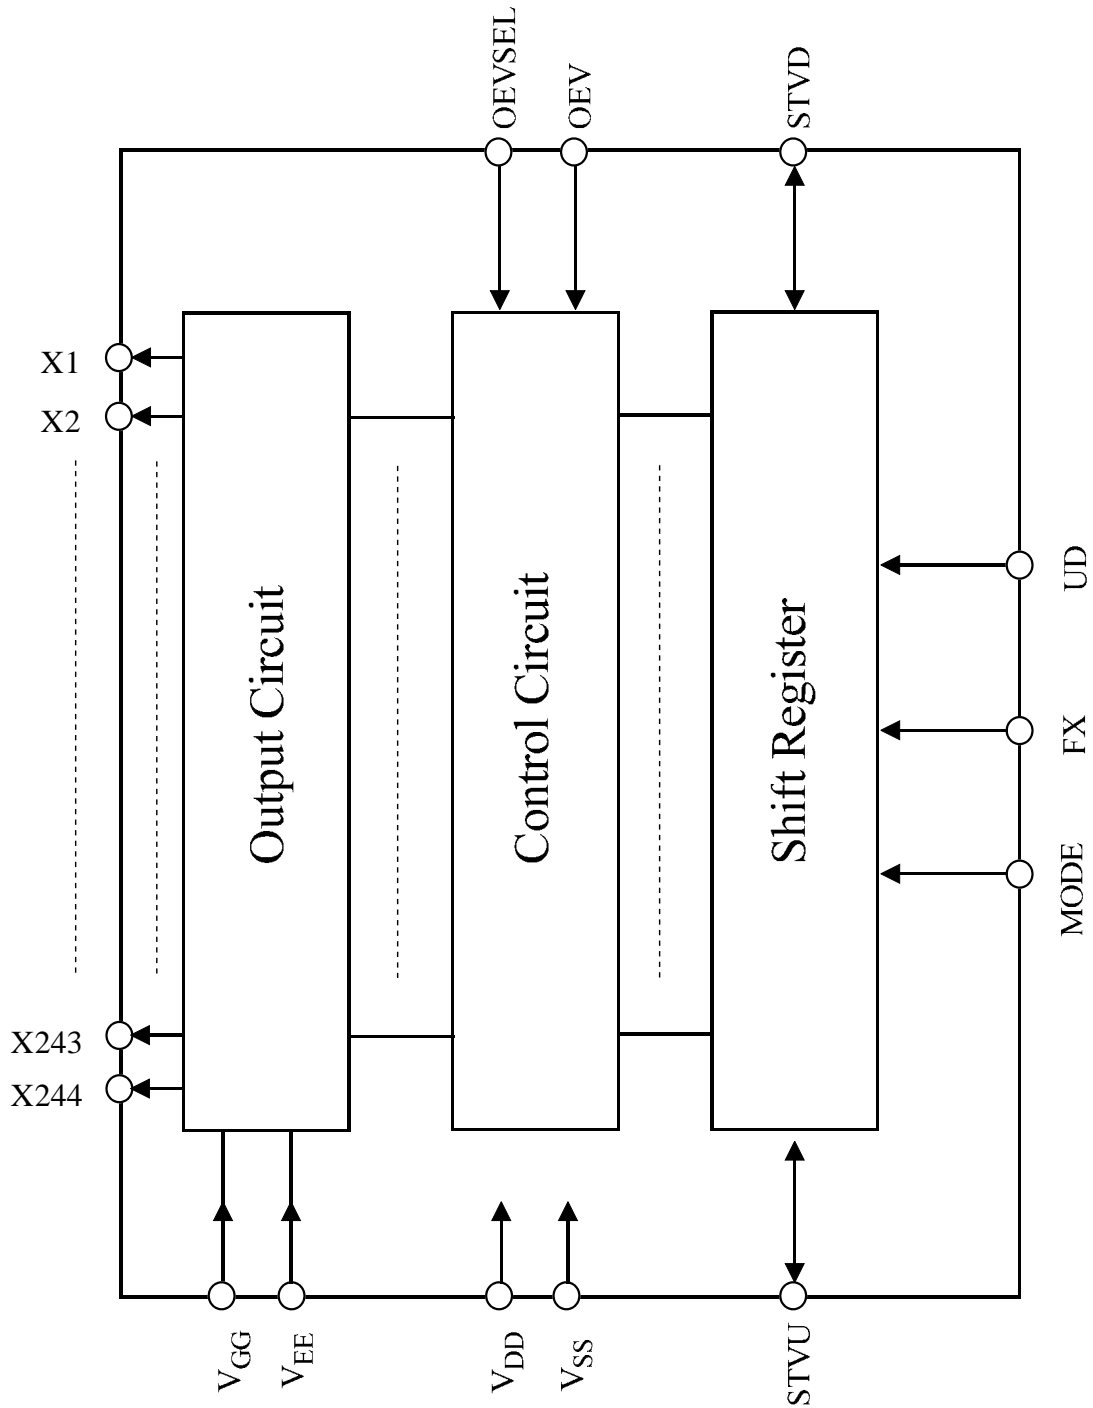 OEVSEL
OEV
STVD
X1
X2
X243
X244
Output Circuit
Control Circuit
Shift Register
UD
FX
MODE
VGG
VEE
VDD
VSS
STVU